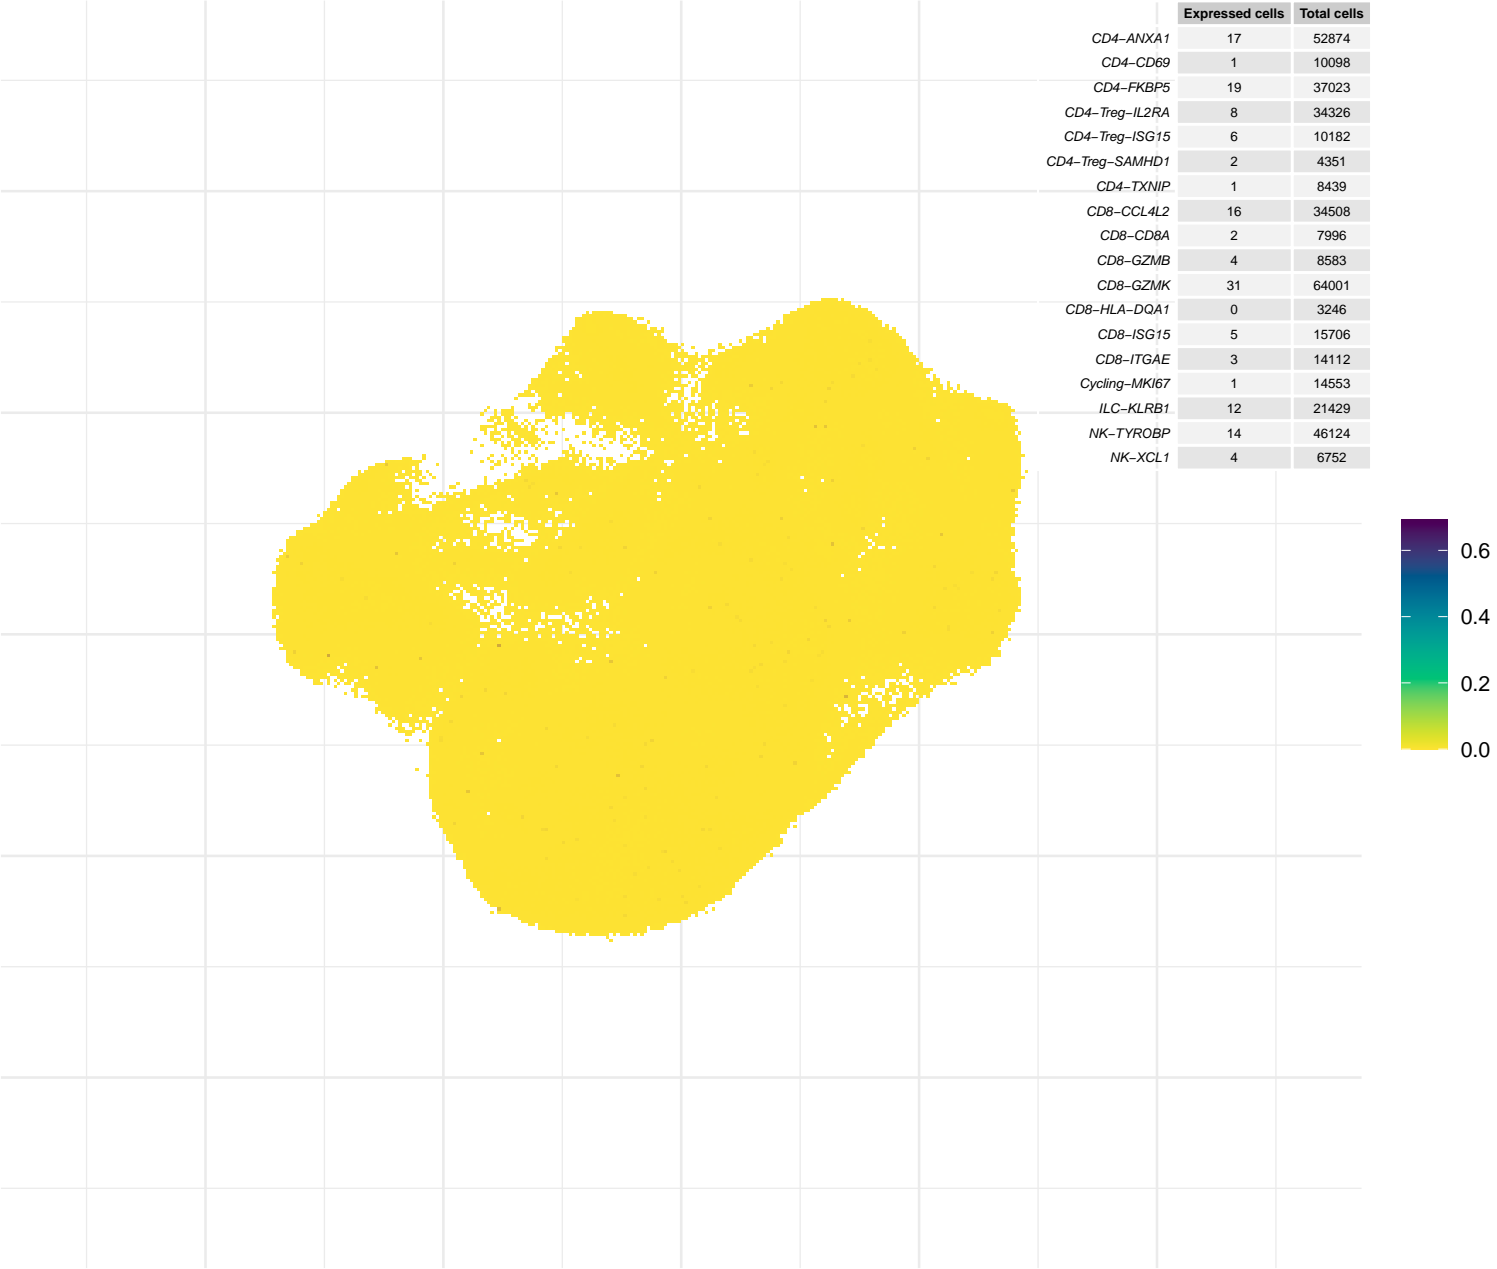 Expressed cells Total cells
CD4−ANXA1 17 52874
CD4−CD69 1 10098
CD4−FKBP5 19 37023
CD4−Treg−IL2RA 8 34326
CD4−Treg−ISG15 6 10182
CD4−Treg−SAMHD1 2 4351
CD4−TXNIP 1 8439
CD8−CCL4L2 16 34508
CD8−CD8A 2 7996
CD8−GZMB 4 8583
CD8−GZMK 31 64001
CD8−HLA−DQA1 0 3246
CD8−ISG15 5 15706
CD8−ITGAE 3 14112
Cycling−MKI67 1 14553
ILC−KLRB1 12 21429
NK−TYROBP 14 46124
NK−XCL1 4 6752
0.6
0.4
0.2
0.0